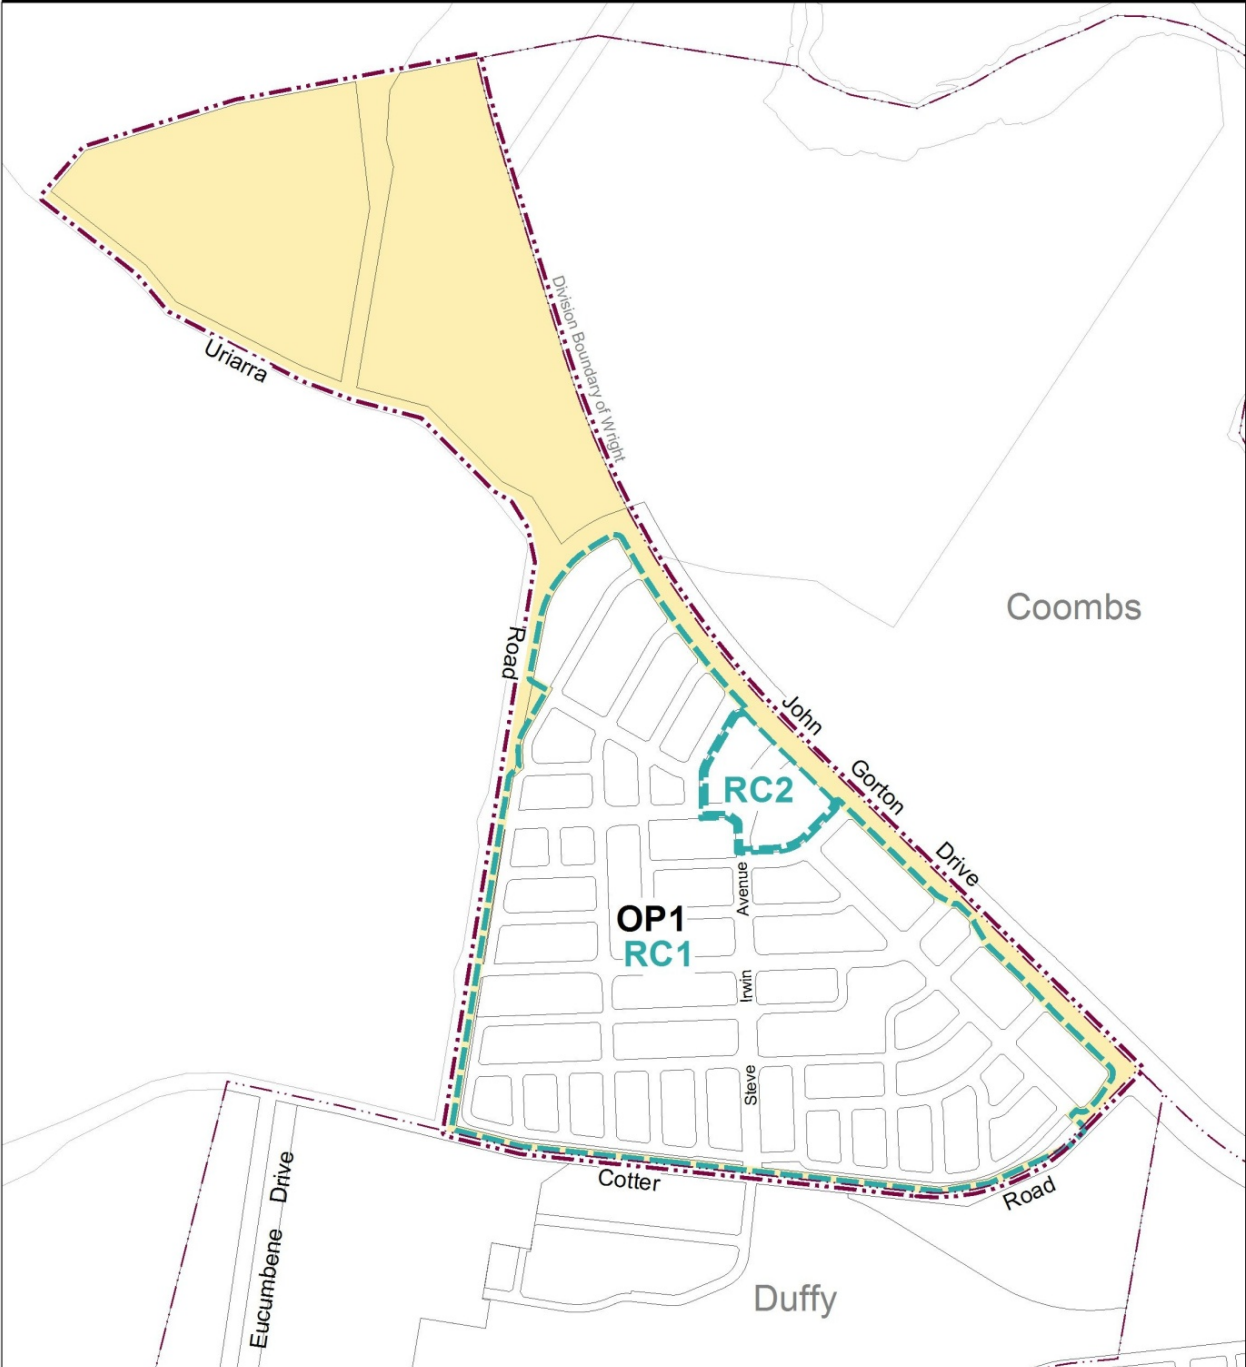 Uriarra
Division Boundary of Wright
Coombs
Road
John
Gorton
Drive
RC2
Avenue
OP1
RC1
Irwin
Steve
Cotter
Road
Drive
Eucumbene
Duffy